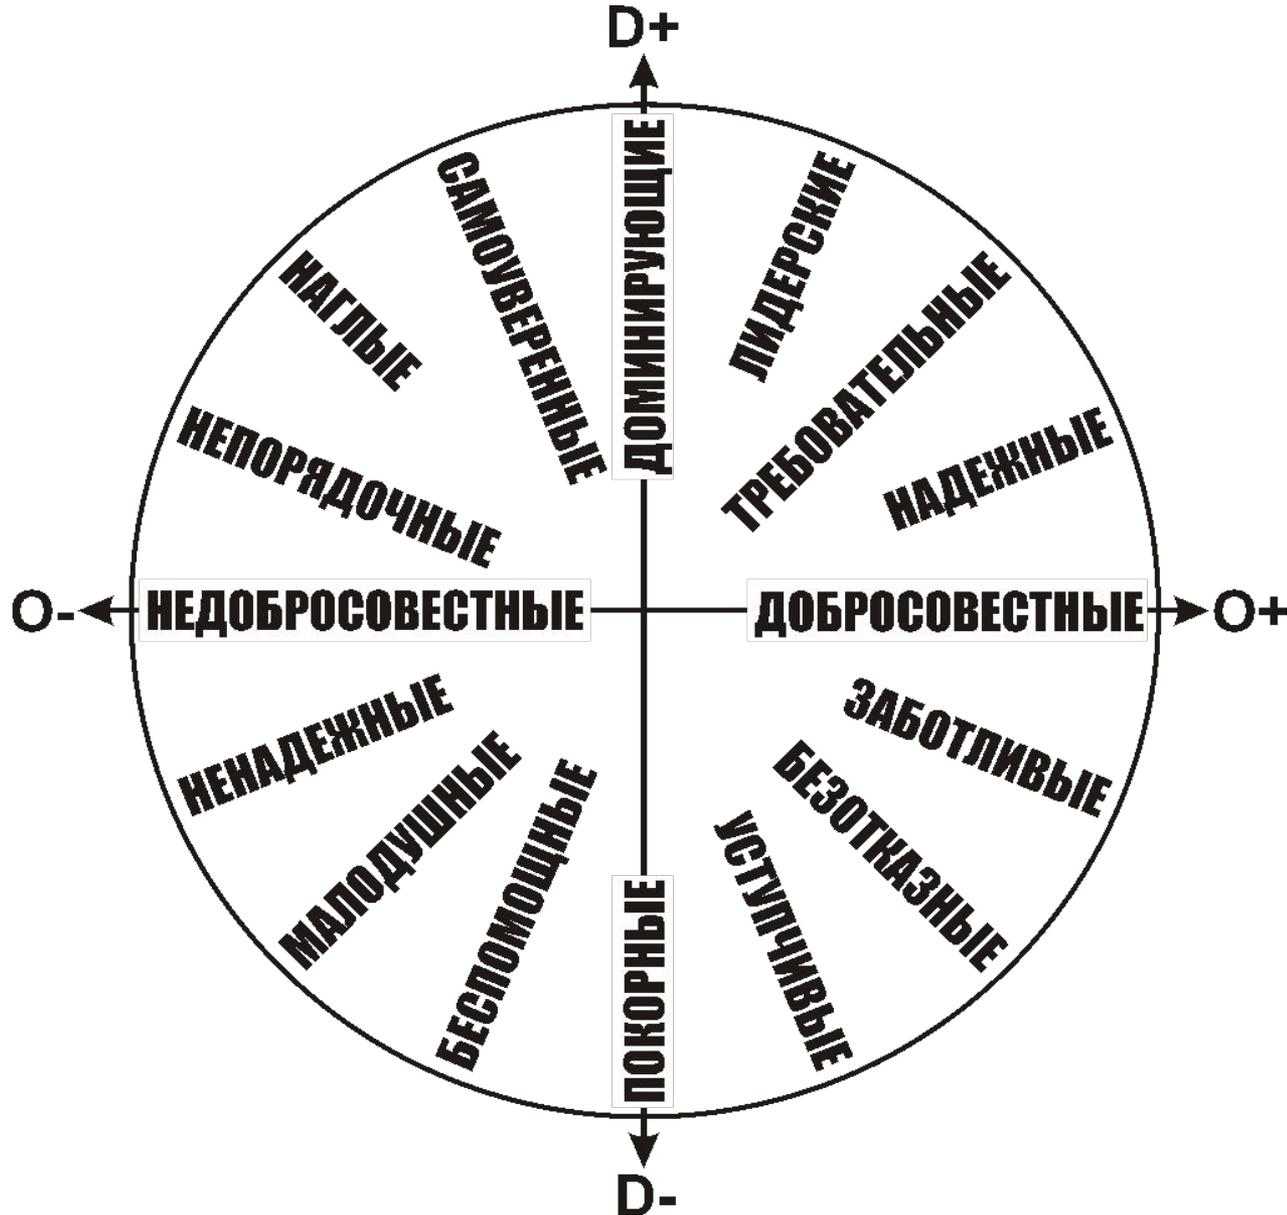 D+
ДОМИНИРУЮЩИЕ
САМОУВЕРЕННЫЕ
ЛИДЕРСКИЕ
НАГЛЫЕ
ТРЕБОВАТЕЛЬНЫЕ
НЕПОРЯДОЧНЫЕ
НАДЕЖНЫЕ
O-
НЕДОБРОСОВЕСТНЫЕ
ДОБРОСОВЕСТНЫЕ
O+
НЕНАДЕЖНЫЕ
ЗАБОТЛИВЫЕ
МАЛОДУШНЫЕ
БЕЗОТКАЗНЫЕ
БЕСПОМОЩНЫЕ
УСТУПЧИВЫЕ
ПОКОРНЫЕ
D-